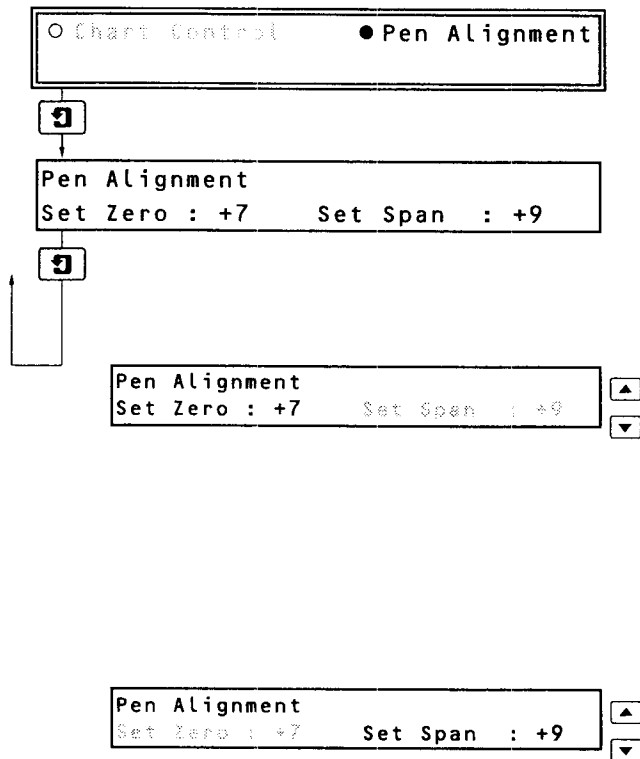 ○ Chart Control ● Pen Alignment
Pen Alignment
Set Zero : +7 Set Span : +9
Pen Alignment
Set Zero : +7 Set Span : +9
Pen Alignment
Set Zero : +7 Set Span : +9